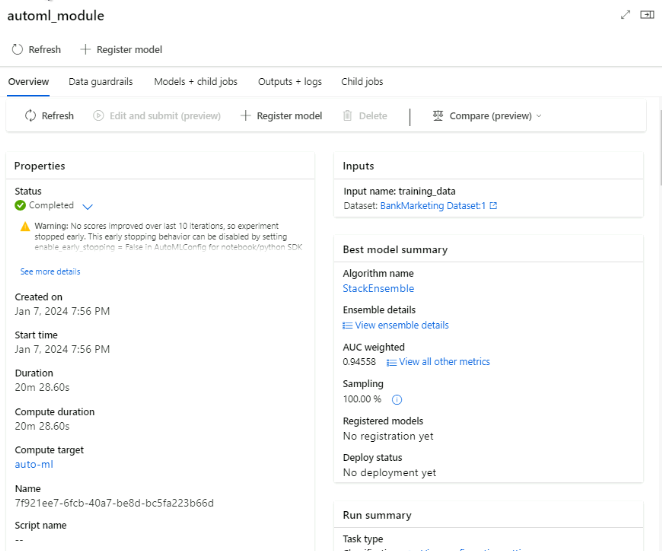 automl_module
Refresh
Register model
Overview
Data guardrails
Models + child jobs
Outputs + logs
Child jobs
Refresh
Edit and submit (preview)
Register model
Delete
Compare (preview)
Properties
Status
Completed
Warning: No scores improved over last 10 iterations, so experiment
stopped early. This early stopping behavior can be disabled by setting
enable_early_stopping = False in AutoMLConfig for notebook/python SDK
See more details
Created on
Jan 7, 2024 7:56 PM
Start time
Jan 7, 2024 7:56 PM
Duration
20m 28.60s
Compute duration
20m 28.60s
Compute target
auto-ml
Name
7f921ee7-6fcb-40a7-be8d-bc5fa223b66d
Script name
--
Inputs
Input name: training_data
Dataset: BankMarketing Dataset:1
Best model summary
Algorithm name
StackEnsemble
Ensemble details
View ensemble details
AUC weighted
0.94558 View all other metrics
Sampling
100.00 %
Registered models
No registration yet
Deploy status
No deployment yet
Run summary
Task type